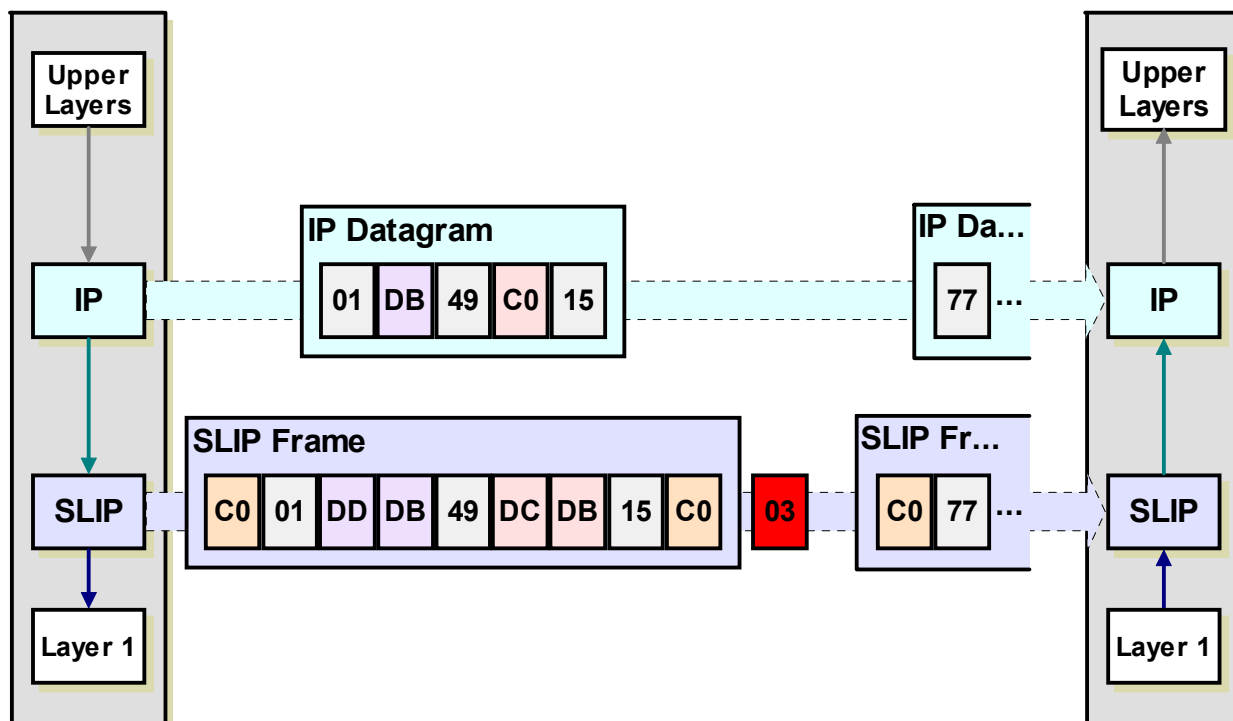 Upper
Layers
Upper
Layers
IP Datagram
IP Da...
IP
01 DB 49 C0 15
77 ...
IP
SLIP Frame
SLIP Fr...
SLIP
C0 01 DD DB 49 DC DB 15 C0
03
C0 77 ...
SLIP
Layer 1
Layer 1